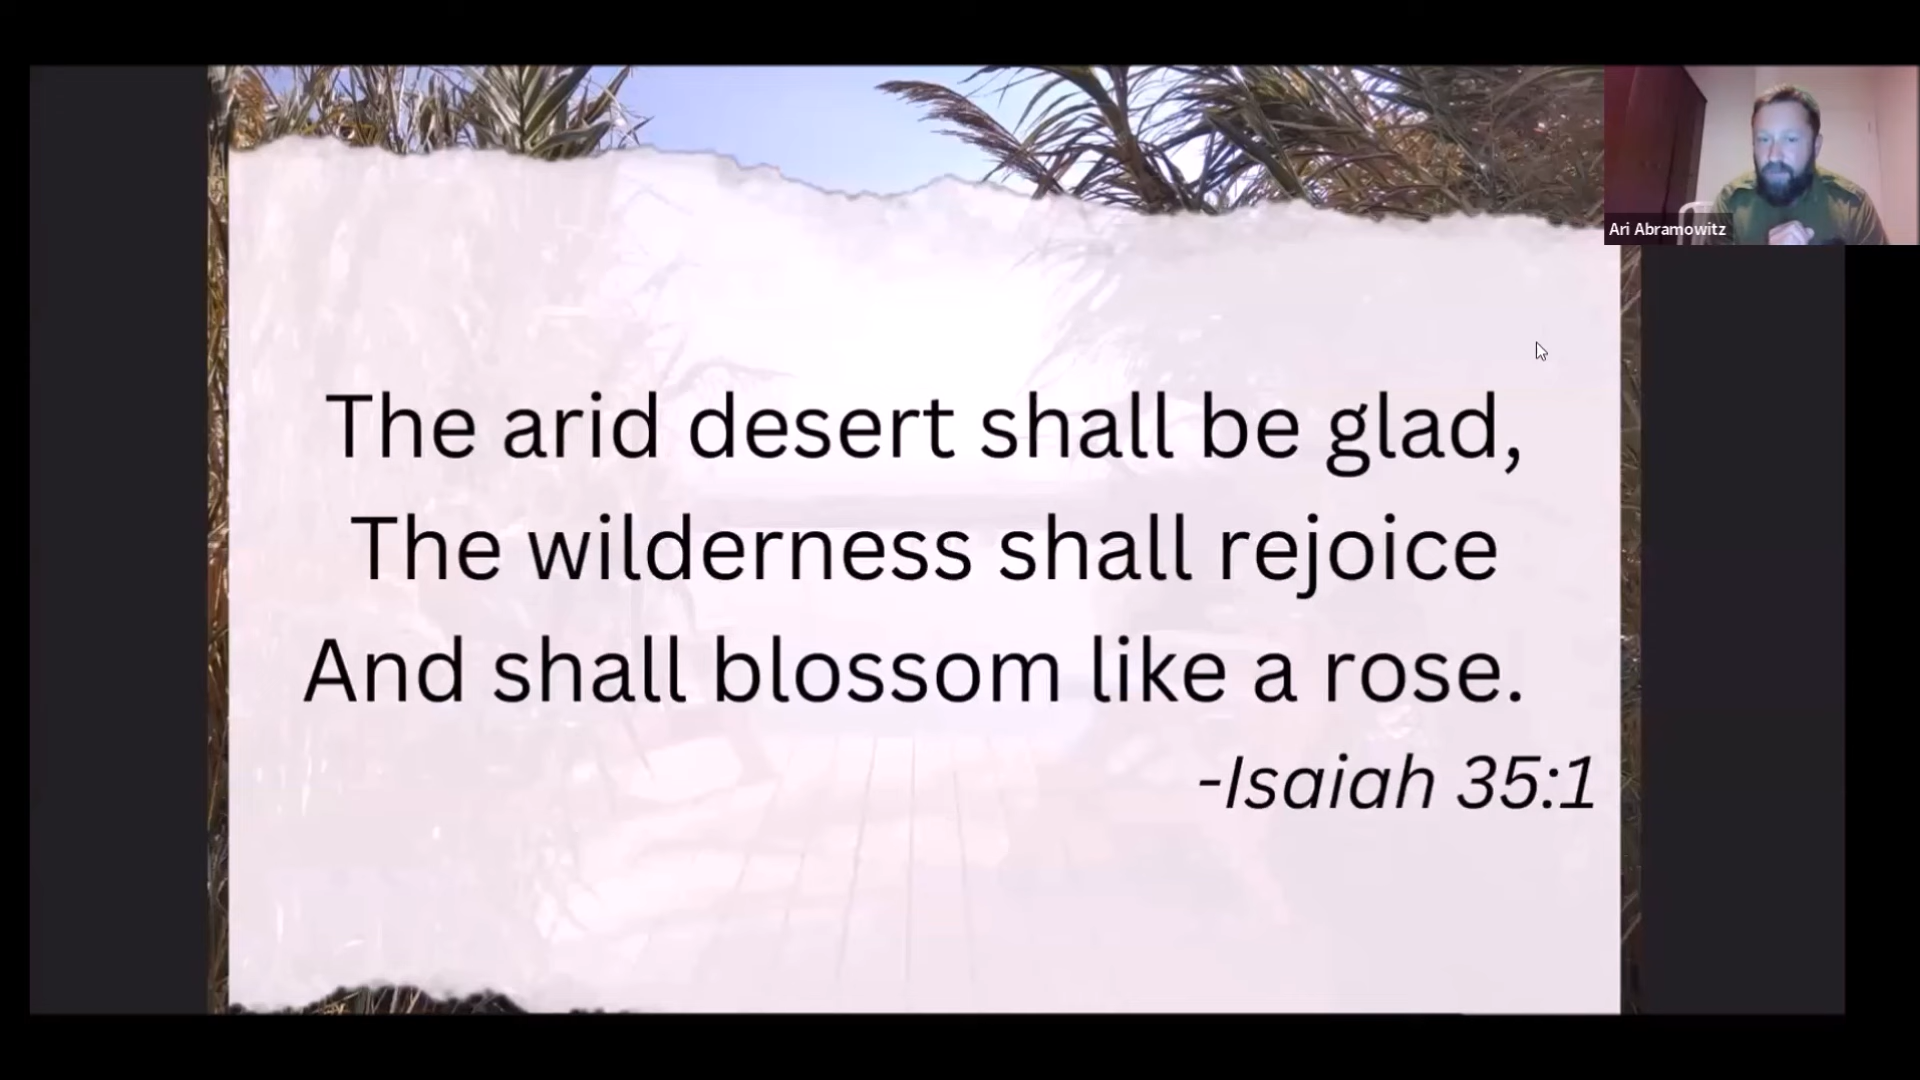 The arid desert shall be glad,
The wilderness shall rejoice
And shall blossom like a rose.
-Isaiah 35:1
Ari Abramowitz